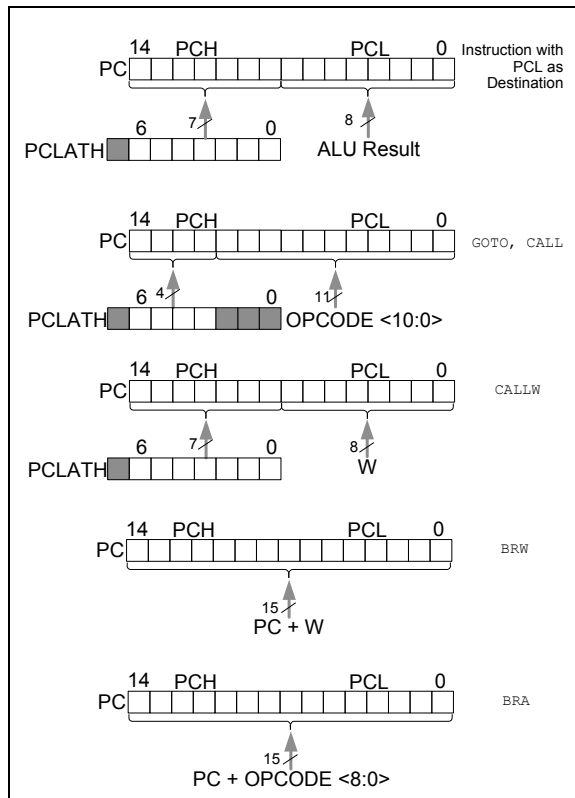 14 PCH PCL 0
PC
Instruction with
PCL as
Destination
7 8
6 0
PCLATH
ALU Result
14 PCH PCL 0
PC
GOTO, CALL
4 11
6 0
PCLATH
OPCODE <10:0>
14 PCH PCL 0
PC
CALLW
7 8
6 0
PCLATH
W
14 PCH PCL 0
PC
BRW
15
PC + W
14 PCH PCL 0
PC
BRA
15
PC + OPCODE <8:0>